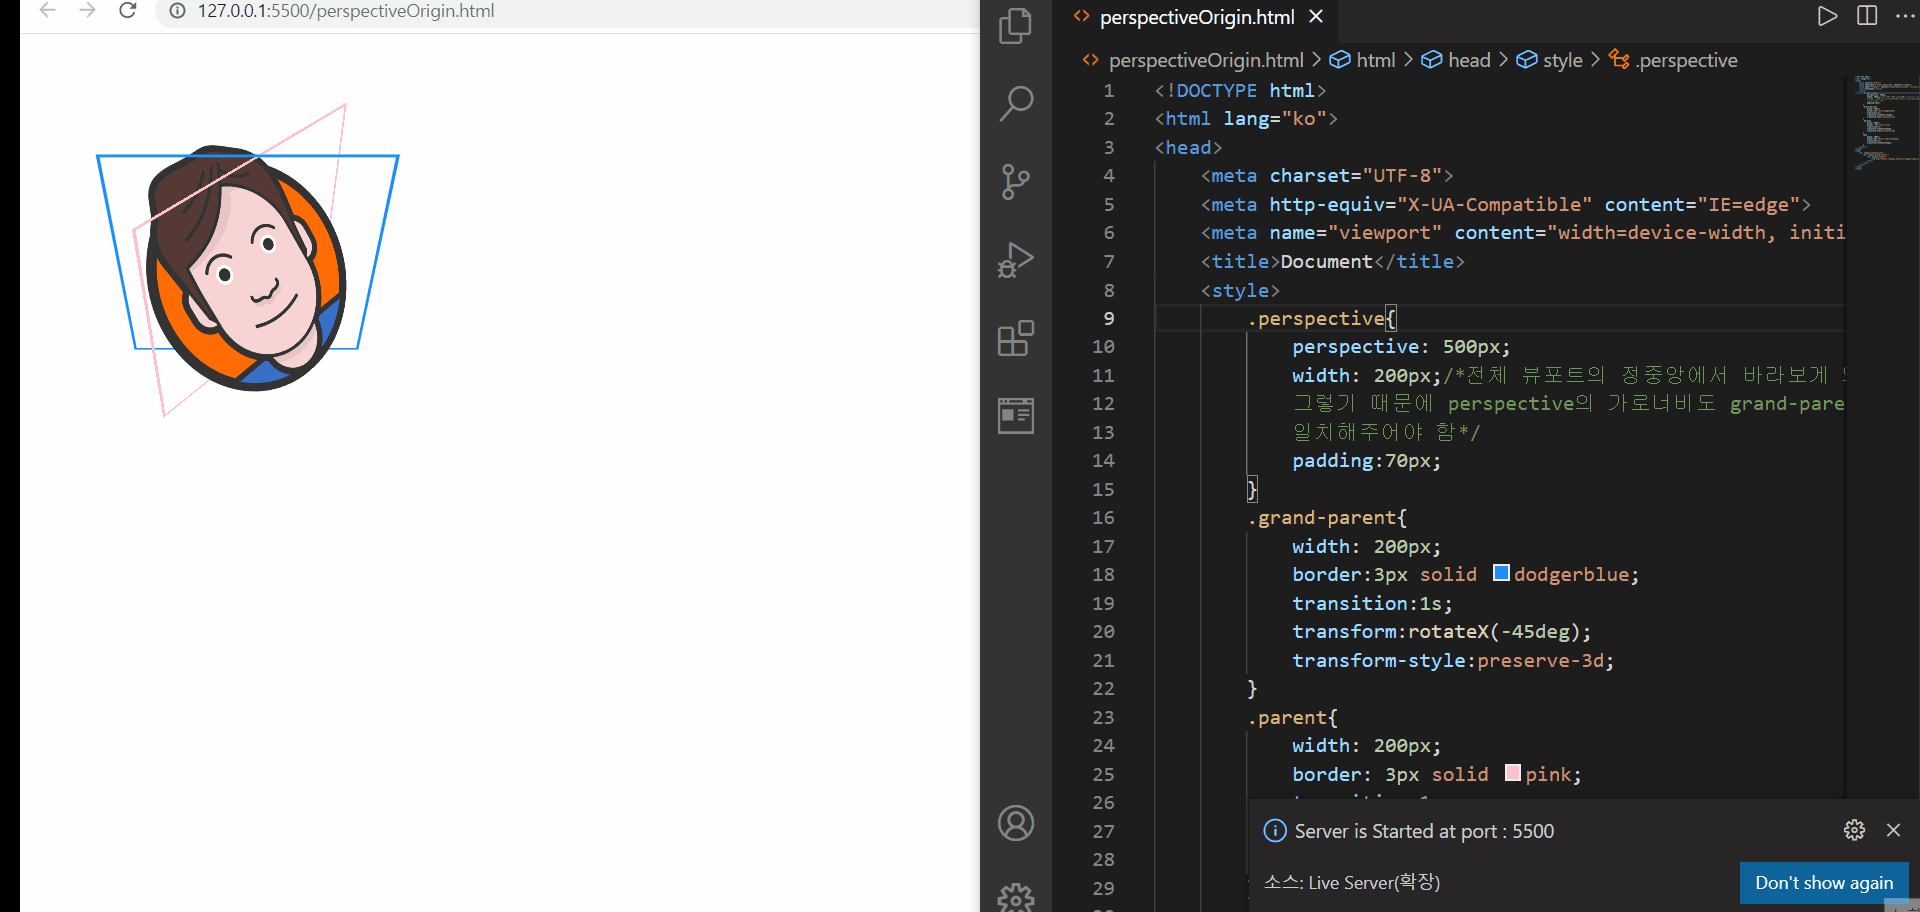 127.0.0.1:5500/perspectiveOrigin.html
perspectiveOrigin.html
perspectiveOrigin.html > html > head > style > .perspective
1 <!DOCTYPE html>
2 <html lang="ko">
3 <head>
4 <meta charset="UTF-8">
5 <meta http-equiv="X-UA-Compatible" content="IE=edge">
6 <meta name="viewport" content="width=device-width, initi
7 <title>Document</title>
8 <style>
9 .perspective{
10 perspective: 500px;
11 width: 200px;/*전체 뷰포트의 정중앙에서 바라보게
12 그렇기 때문에 perspective의 가로너비도 grand-pare
13 일치해주어야 함*/
14 padding:70px;
15 }
16 .grand-parent{
17 width: 200px;
18 border:3px solid dodgerblue;
19 transition:1s;
20 transform:rotateX(-45deg);
21 transform-style:preserve-3d;
22 }
23 .parent{
24 width: 200px;
25 border: 3px solid pink;
26
27
28
29
Server is Started at port : 5500
소스: Live Server(확장)
Don't show again